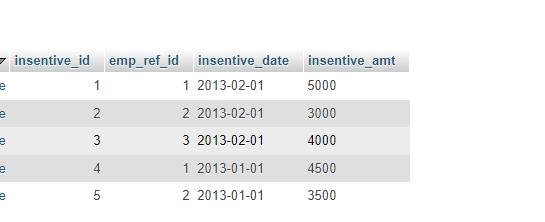 insentive_id emp_ref_id insentive_date insentive_amt
e 1 1 2013-02-01 5000
e 2 2 2013-02-01 3000
e 3 3 2013-02-01 4000
e 4 1 2013-01-01 4500
e 5 2 2013-01-01 3500